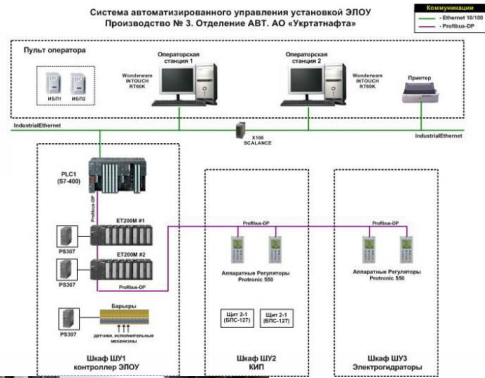 Система автоматизированного управления установкой ЭЛОУ
Производство № 3. Отделение АВТ. АО «Укртатнафта»
Коммуникации
- Ethernet 10/100
- Profibus-DP
Пульт оператора
ИБП1
ИБП2
Операторская
станция 1
Wonderware
INTOUCH
RT60K
Операторская
станция 2
Wonderware
INTOUCH
RT60K
Принтер
IndustrialEthernet
X108
SCALANCE
IndustrialEthernet
PLC1
(S7-400)
Profibus-DP
ET200M #1
PS307
ET200M #2
PS307
Profibus-DP
Барьеры
PS307
датчики, исполнительные
механизмы
Шкаф ШУ1
контроллер ЭЛОУ
Profibus-DP
Аппаратные Регуляторы
Protronic 550
Щит 2-1
(БПС-127)
Щит 2-1
(БПС-127)
Шкаф ШУ2
КИП
Profibus-DP
Аппаратные Регуляторы
Protronic 550
Шкаф ШУ3
Электрогидраторы